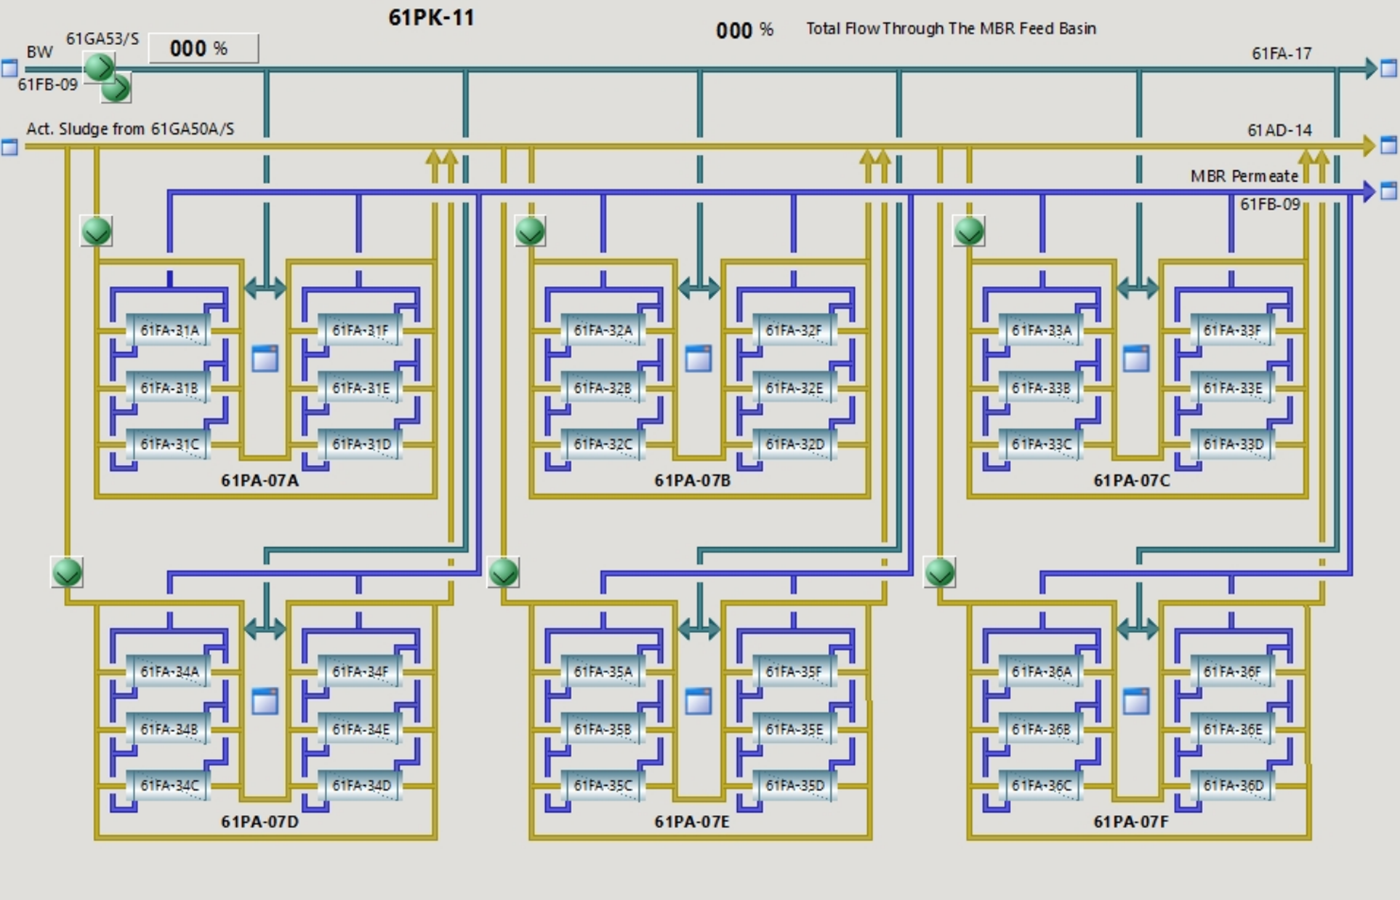 61PK-11
000 %
Total Flow Through The MBR Feed Basin
61GA53/S
000 %
BW
61FB-09
61FA-17
Act. Sludge from 61GA50A/S
61AD-14
MBR Permeate
61FB-09
61FA-31A
61FA-31F
61FA-32A
61FA-32F
61FA-33A
61FA-33F
61FA-31B
61FA-31E
61FA-32B
61FA-32E
61FA-33B
61FA-33E
61FA-31C
61FA-31D
61FA-32C
61FA-32D
61FA-33C
61FA-33D
61PA-07A
61PA-07B
61PA-07C
61FA-34A
61FA-34F
61FA-35A
61FA-35F
61FA-36A
61FA-36F
61FA-34B
61FA-34E
61FA-35B
61FA-35E
61FA-36B
61FA-36E
61FA-34C
61FA-34D
61FA-35C
61FA-35D
61FA-36C
61FA-36D
61PA-07D
61PA-07E
61PA-07F